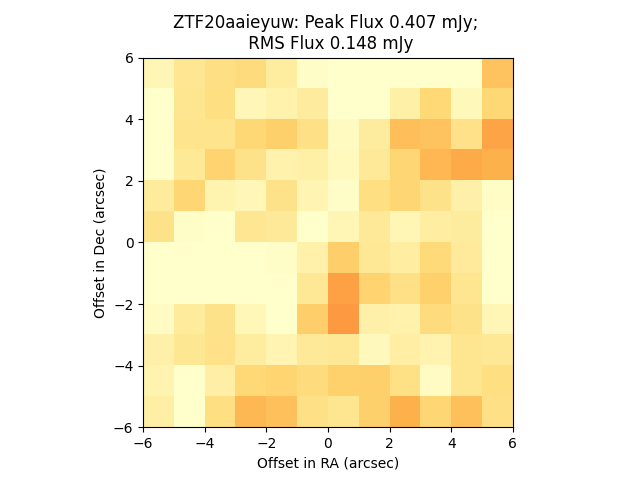 ZTF20aaieyuw: Peak Flux 0.407 mJy;
RMS Flux 0.148 mJy
6
4
2
0
−2
−4
−6
Offset in Dec (arcsec)
−6 −4 −2 0 2 4 6
Offset in RA (arcsec)